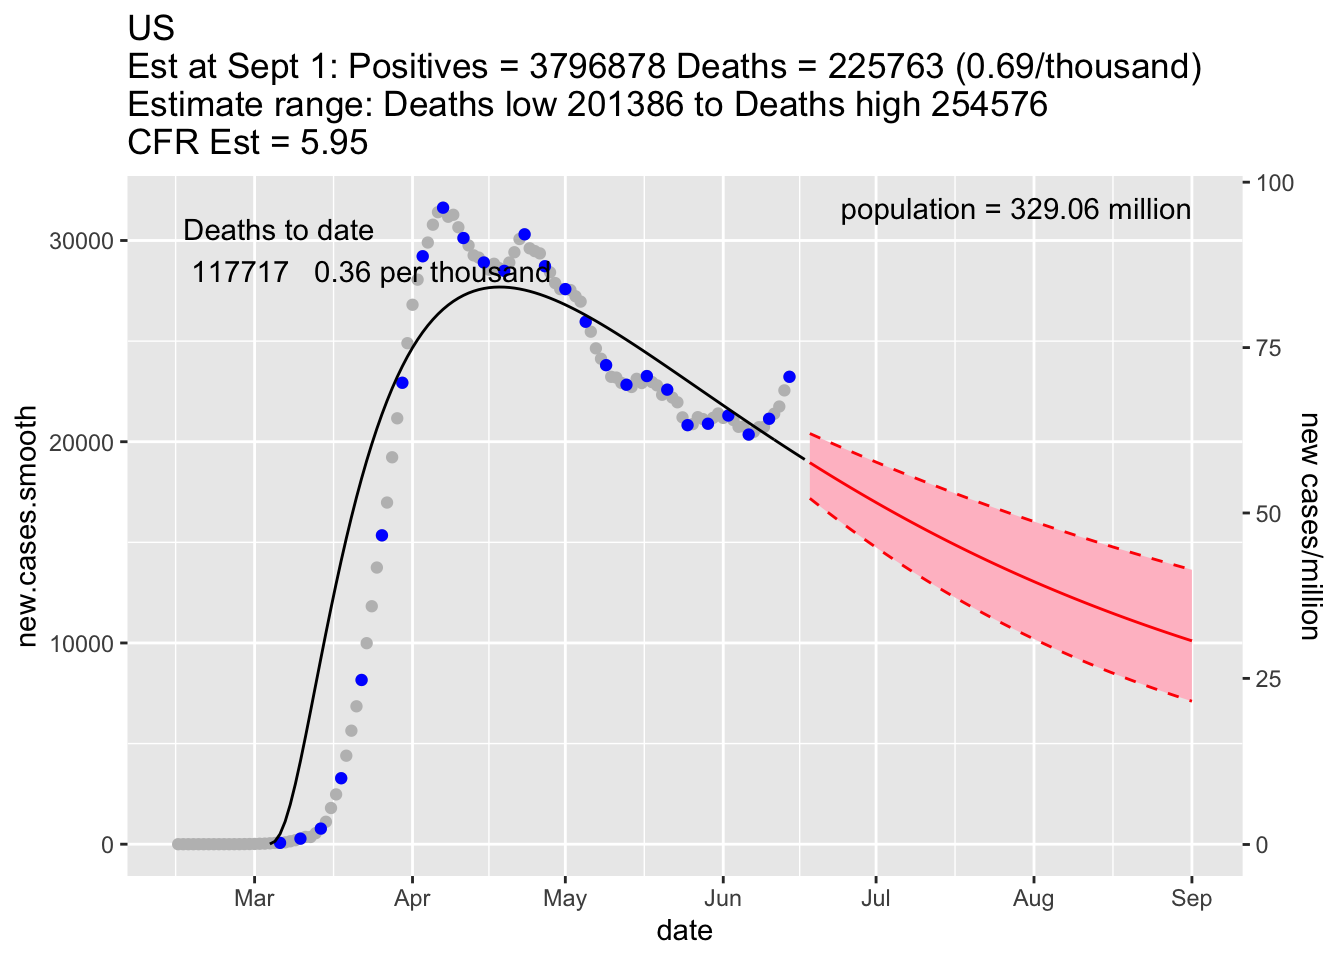 US
Est at Sept 1: Positives = 3796878 Deaths = 225763 (0.69/thousand)
Estimate range: Deaths low 201386 to Deaths high 254576
CFR Est = 5.95
Deaths to date
117717 0.36 per thousand
population = 329.06 million
30000
20000
10000
0
new.cases.smooth
100
75
50
25
0
new cases/million
Mar Apr May Jun Jul Aug Sep
date